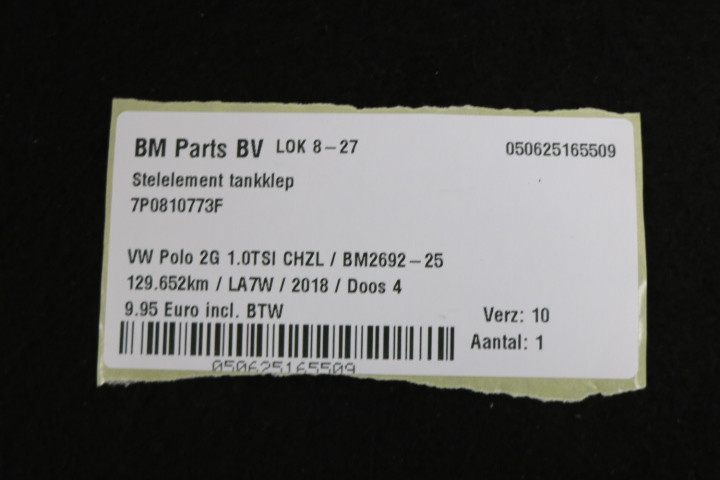 BM Parts BV LOK 8-27 050625165509
Stelelement tankklep
7P0810773F
VW Polo 2G 1.0TSI CHZL / BM2692-25
129.652km / LA7W / 2018 / Doos 4
9.95 Euro incl. BTW Verz: 10
Aantal: 1
050625165509